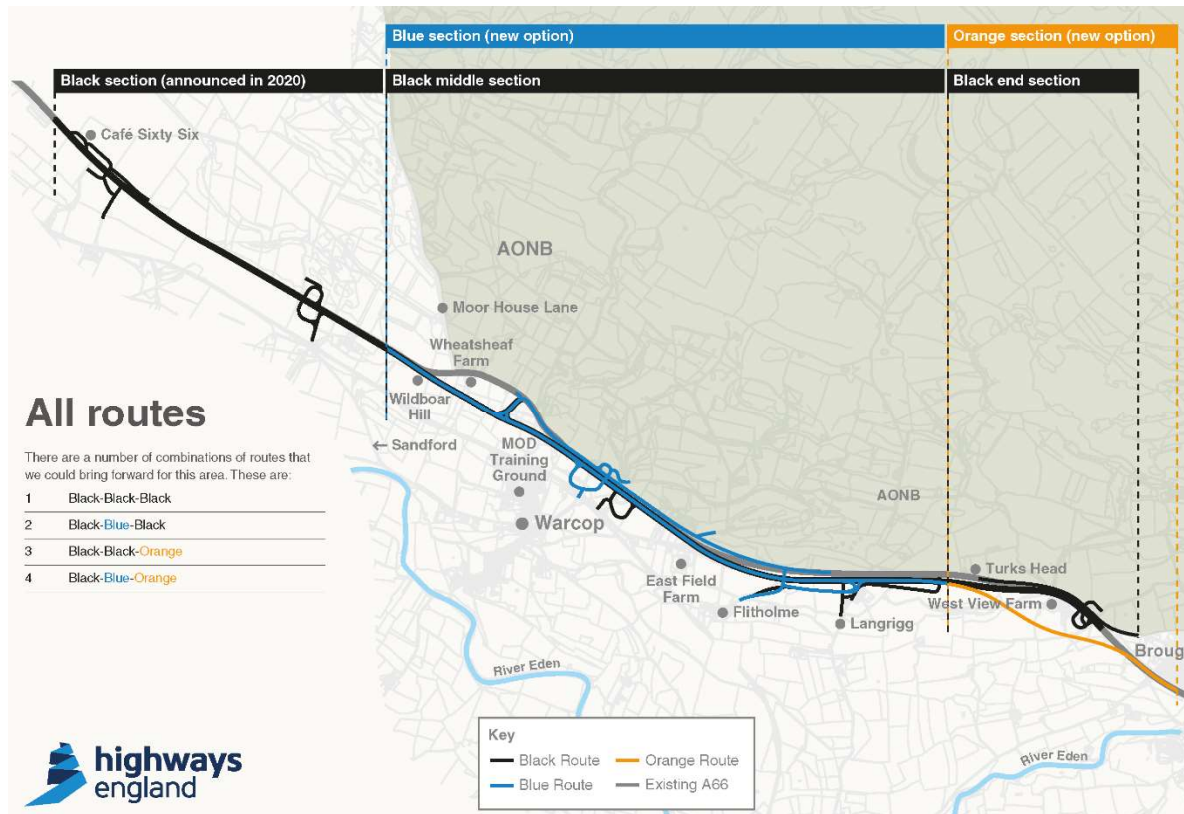 Blue section (new option)
Orange section (new option)
Black section (announced in 2020)
Black middle section
Black end section
Café Sixty Six
AONB
Moor House Lane
Wheatsheaf
Farm
Wildboar
Hill
← Sandford
MOD
Training
Ground
Warcop
AONB
East Field
Farm
Flitholme
Langrigg
Turks Head
West View Farm
Broug
River Eden
River Eden
All routes
There are a number of combinations of routes that
we could bring forward for this area. These are:
1 Black-Black-Black
2 Black-Blue-Black
3 Black-Black-Orange
4 Black-Blue-Orange
Key
Black Route
Orange Route
Blue Route
Existing A66
highways
england